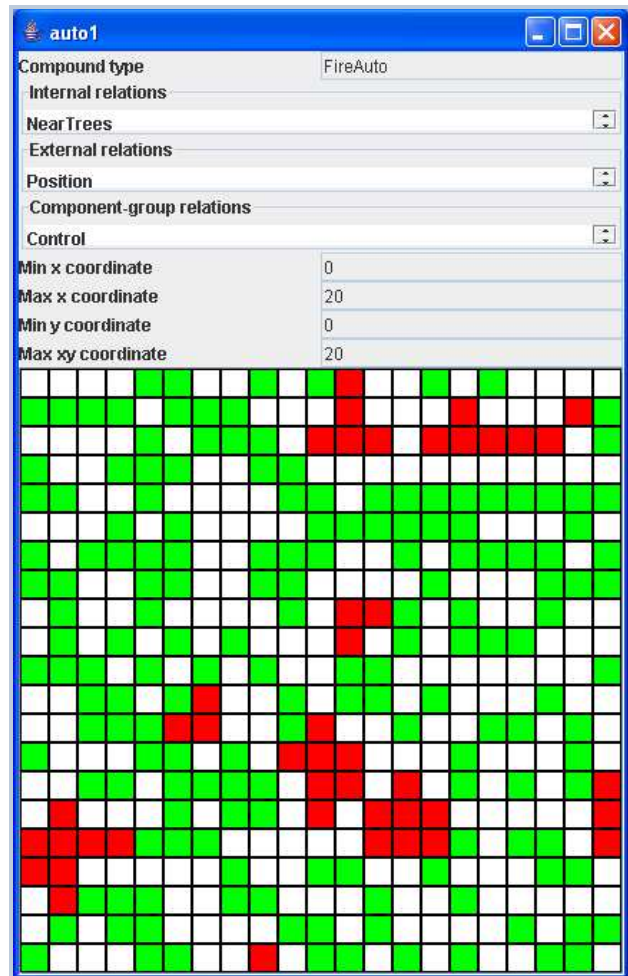 auto1
Compound type FireAuto
Internal relations
NearTrees
External relations
Position
Component-group relations
Control
Min x coordinate 0
Max x coordinate 20
Min y coordinate 0
Max xy coordinate 20